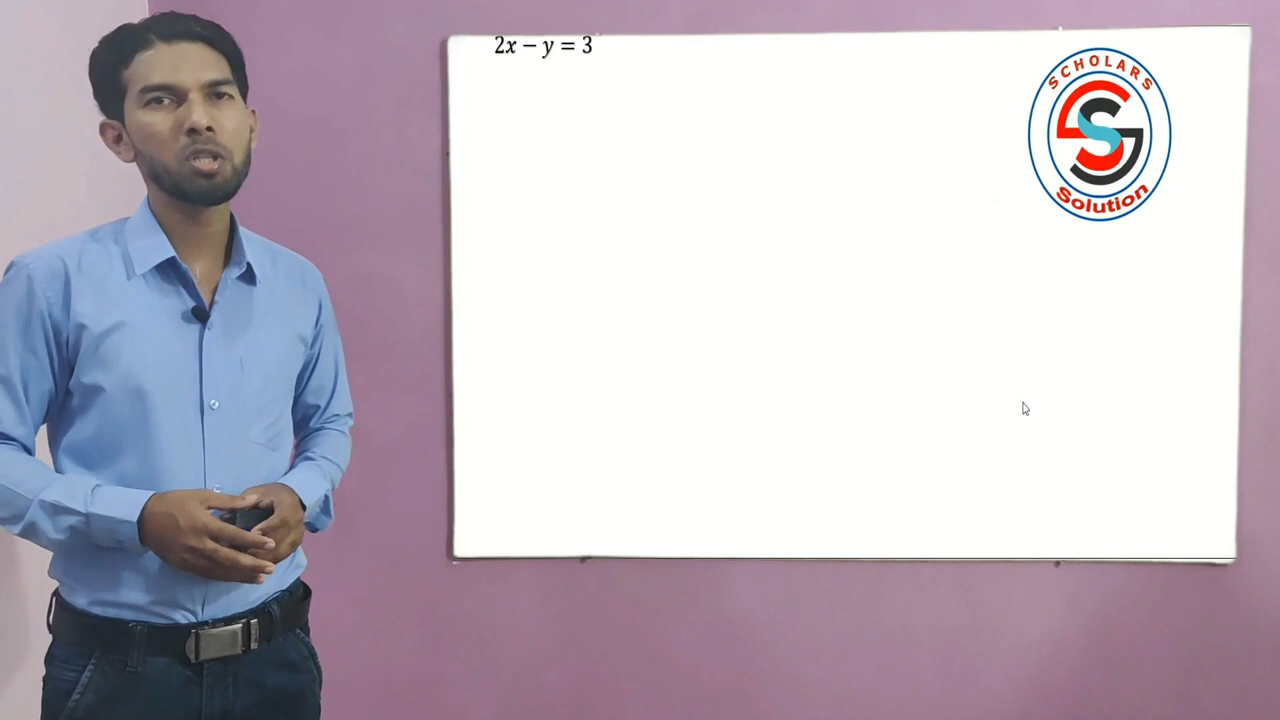 2x − y = 3
SCHOLARS
Solution